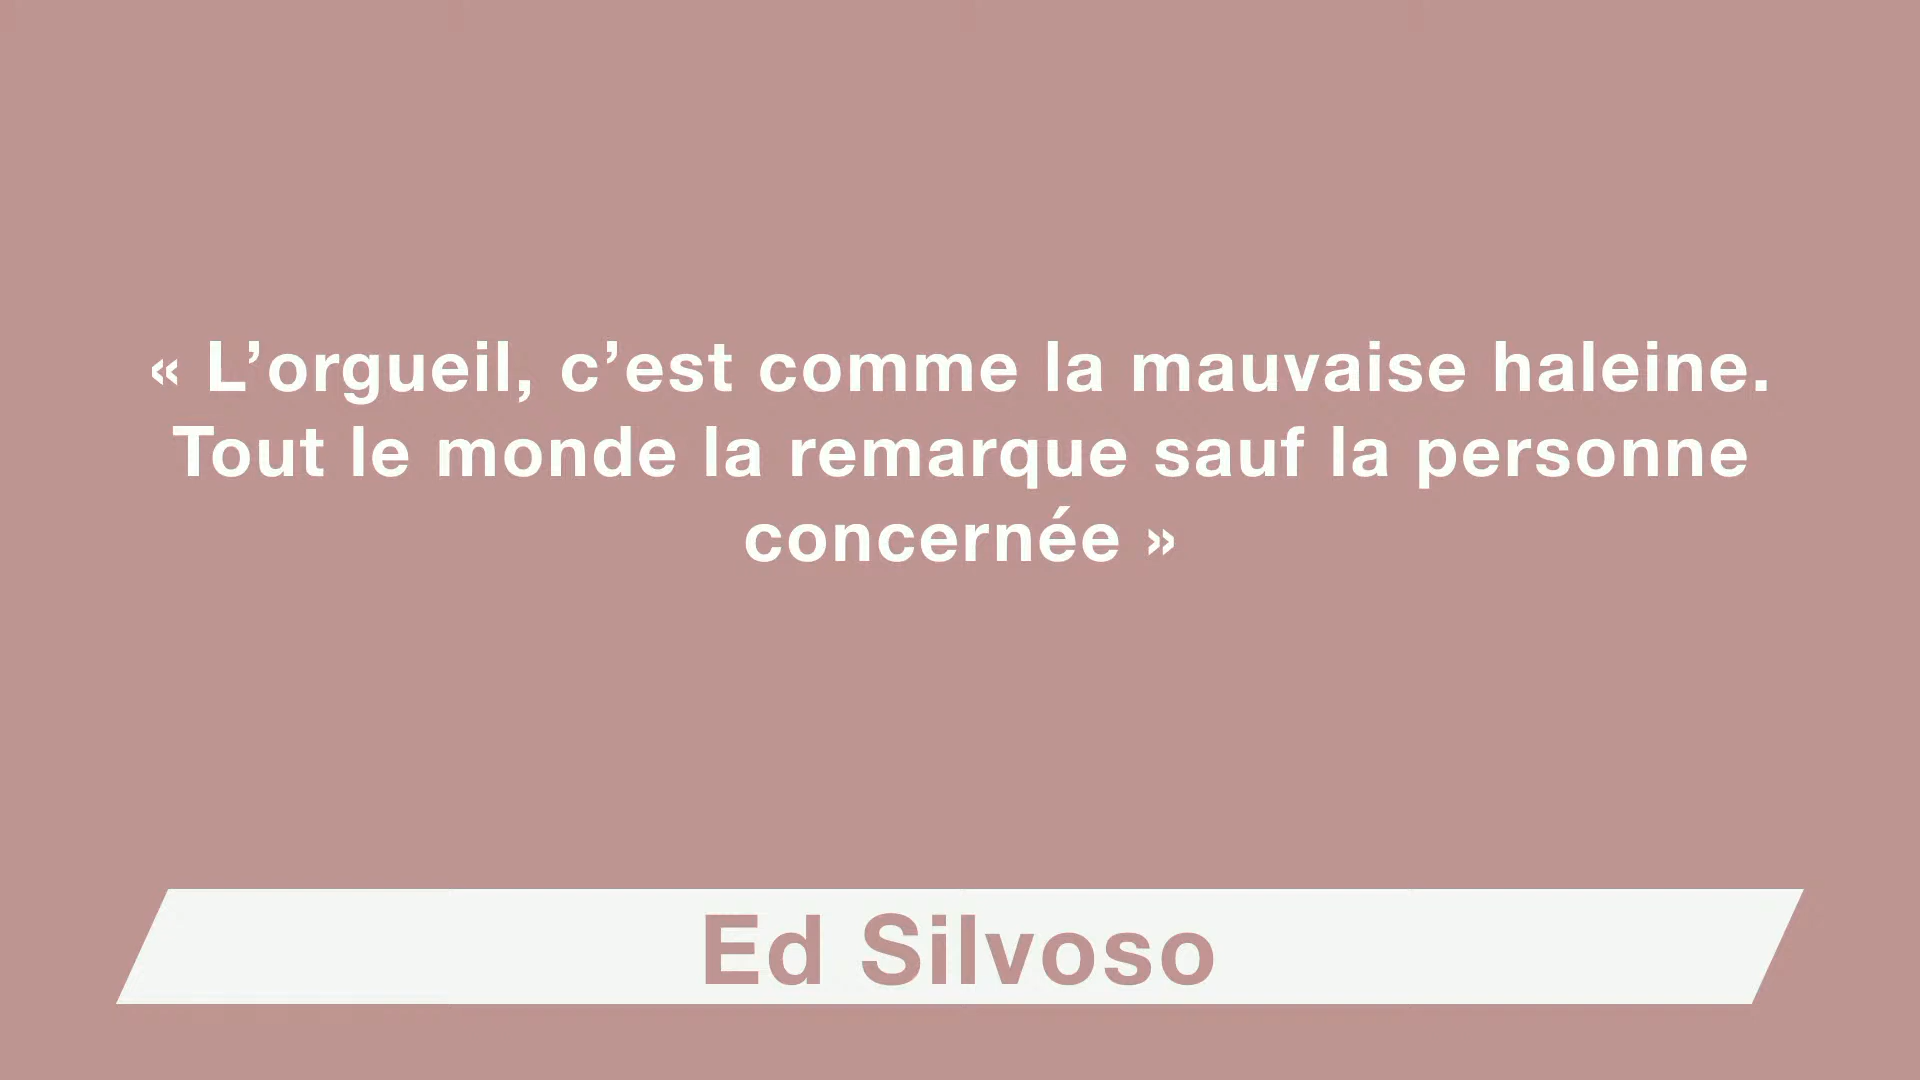 « L’orgueil, c’est comme la mauvaise haleine.
Tout le monde la remarque sauf la personne
concernée »
Ed Silvoso